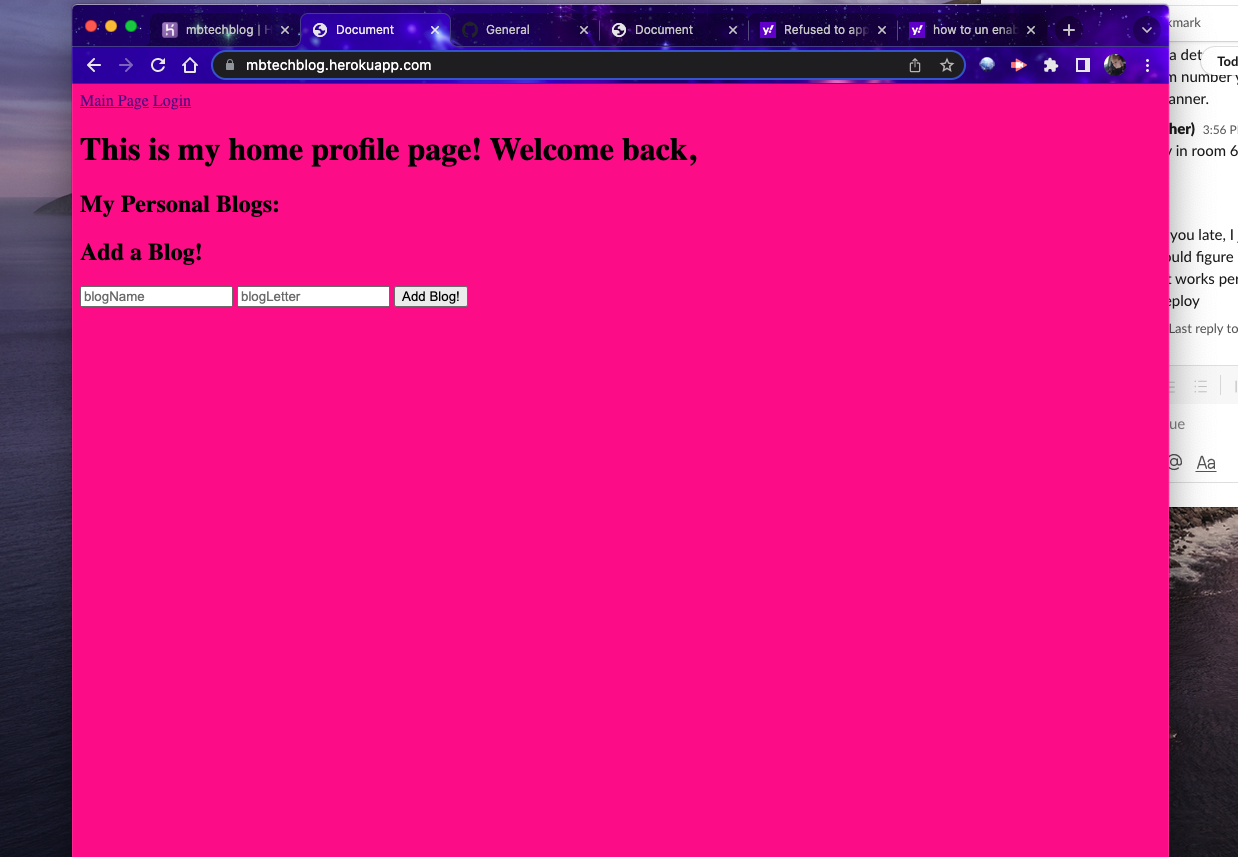 mbtechblog | H
Document
General
Document
Refused to app
how to un enab
mbtechblog.herokuapp.com
Main Page Login
This is my home profile page! Welcome back,
My Personal Blogs:
Add a Blog!
blogName blogLetter Add Blog!
kmark
a det
Tod
m number y
anner.
her) 3:56 P
y in room 6
you late, I
uld figure
t works per
eploy
Last reply to
ue
@ Aa